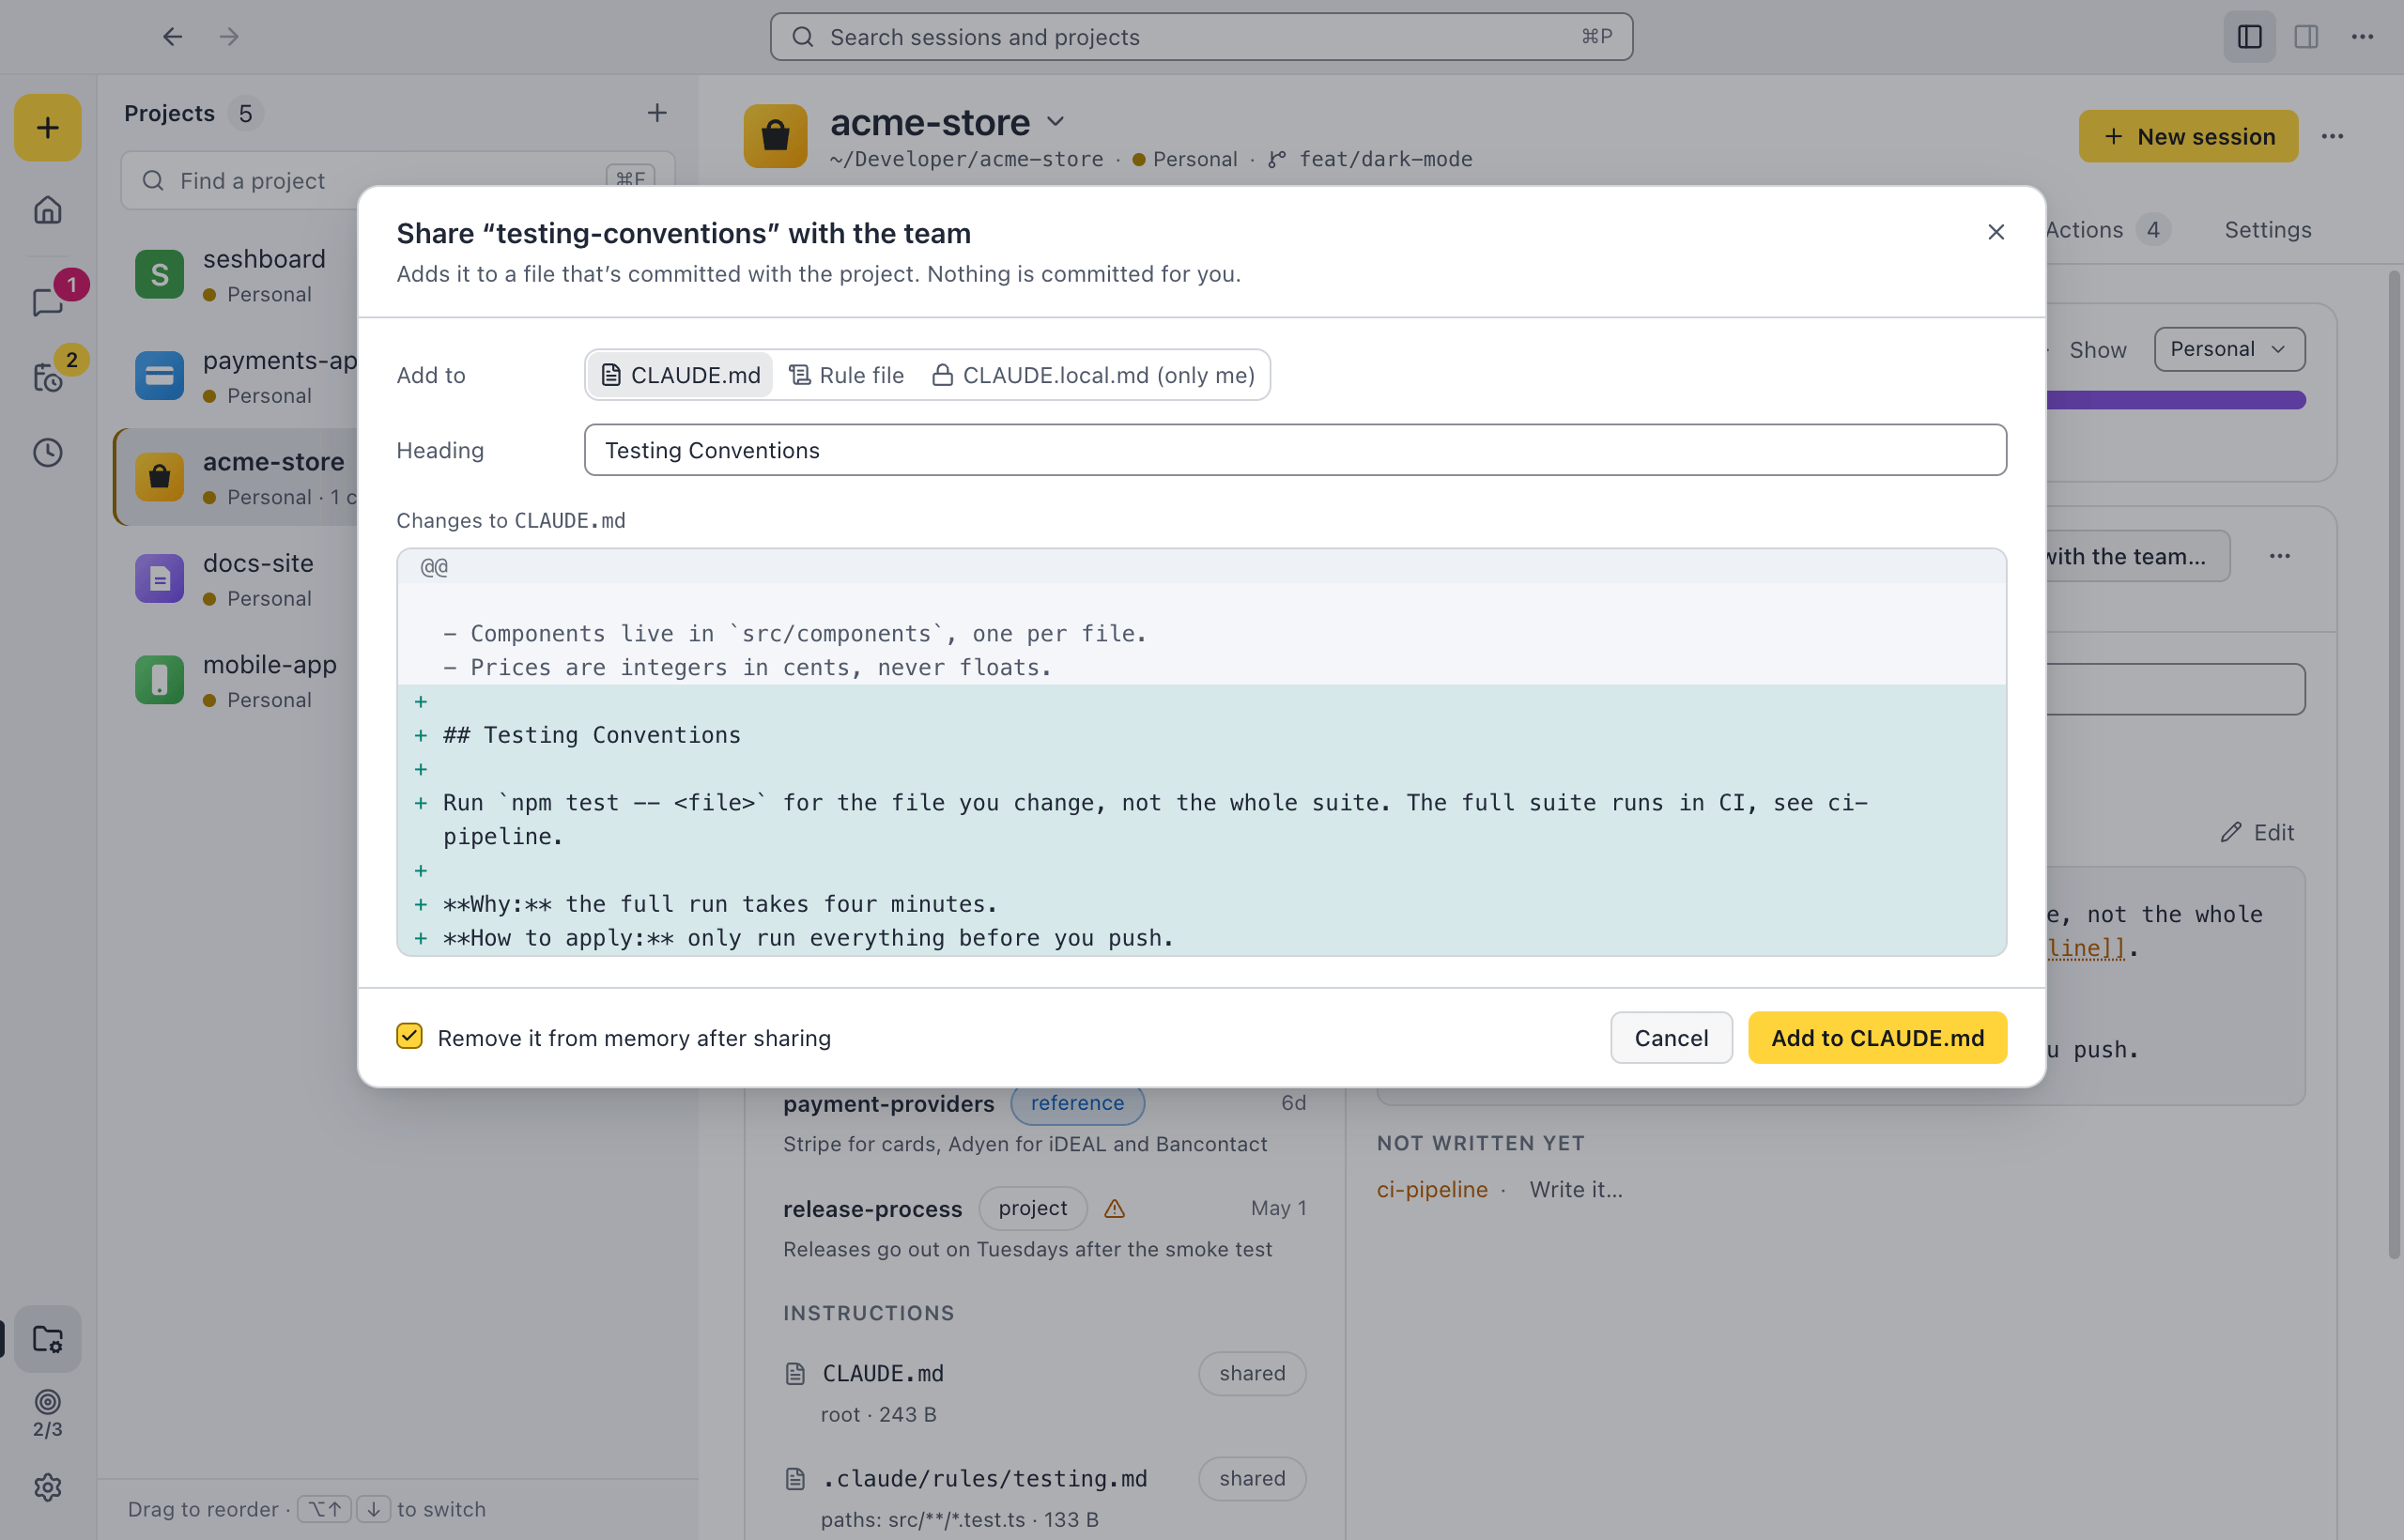 Search sessions and projects ⌘P
Projects 5
Find a project ⌘F
seshboard
Personal
payments-ap
Personal
acme-store
Personal · 1 c
docs-site
Personal
mobile-app
Personal
1
2
2/3
Drag to reorder · ⌥↑ ↓ to switch
acme-store
~/Developer/acme-store · Personal · feat/dark-mode
+ New session
Actions 4
Settings
Show Personal
with the team...
Edit
e, not the whole
line]].
u push.
Share “testing-conventions” with the team
Adds it to a file that’s committed with the project. Nothing is committed for you.
Add to
CLAUDE.md
Rule file
CLAUDE.local.md (only me)
Heading
Testing Conventions
Changes to CLAUDE.md
@@
- Components live in `src/components`, one per file.
- Prices are integers in cents, never floats.
+
+ ## Testing Conventions
+
+ Run `npm test -- <file>` for the file you change, not the whole suite. The full suite runs in CI, see ci-
pipeline.
+
+ **Why:** the full run takes four minutes.
+ **How to apply:** only run everything before you push.
Remove it from memory after sharing
Cancel
Add to CLAUDE.md
payment-providers reference 6d
Stripe for cards, Adyen for iDEAL and Bancontact
release-process project May 1
Releases go out on Tuesdays after the smoke test
INSTRUCTIONS
CLAUDE.md shared
root · 243 B
.claude/rules/testing.md shared
paths: src/**/*.test.ts · 133 B
NOT WRITTEN YET
ci-pipeline · Write it...
S